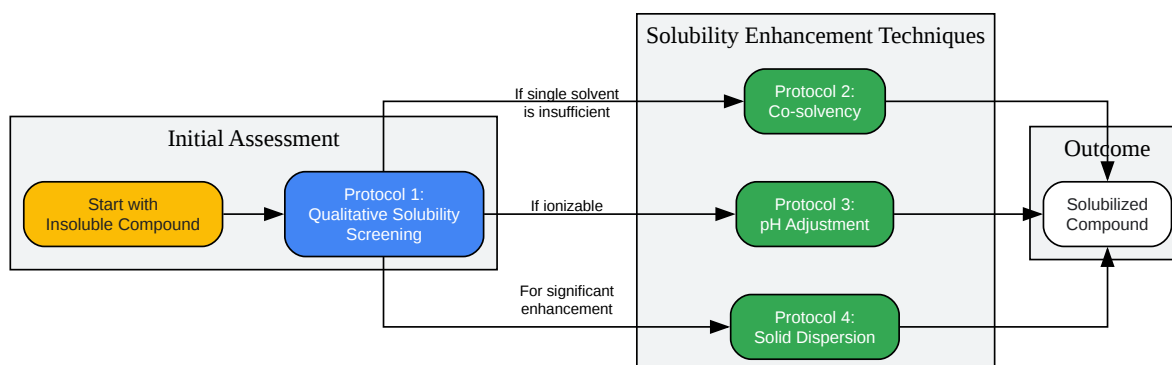 Initial Assessment
Start with
Insoluble Compound
Protocol 1:
Qualitative Solubility
Screening
If single solvent
is insufficient
If ionizable
For significant
enhancement
Solubility Enhancement Techniques
Protocol 2:
Co-solvency
Protocol 3:
pH Adjustment
Protocol 4:
Solid Dispersion
Outcome
Solubilized
Compound